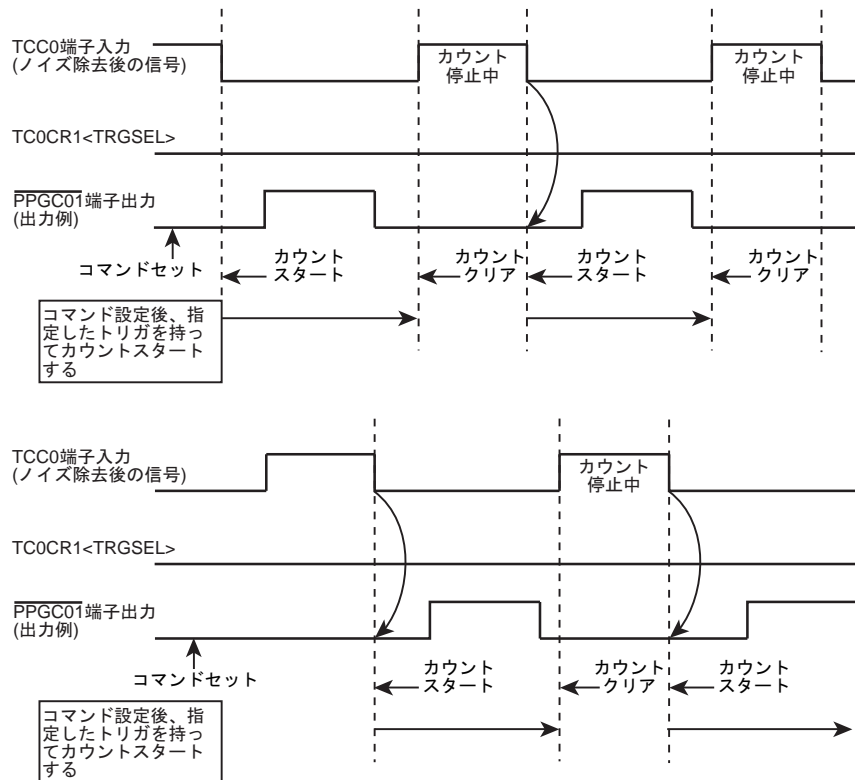 TCC0端子入力
(ノイズ除去後の信号)
カウント
停止中
カウント
停止中
TC0CR1<TRGSEL>
PPGC01端子出力
(出力例)
コマンドセット
カウント
スタート
カウント
クリア
カウント
スタート
カウント
クリア
コマンド設定後、指
定したトリガを持っ
てカウントスタート
する
TCC0端子入力
(ノイズ除去後の信号)
カウント
停止中
TC0CR1<TRGSEL>
PPGC01端子出力
(出力例)
コマンドセット
カウント
スタート
カウント
クリア
カウント
スタート
コマンド設定後、指
定したトリガを持っ
てカウントスタート
する